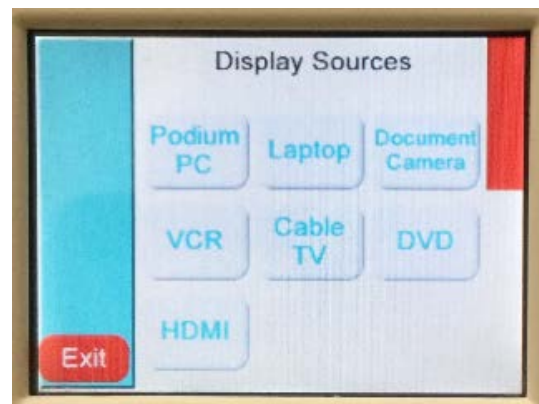 Display Sources
Podium
PC
Laptop
Document
Camera
VCR
Cable
TV
DVD
HDMI
Exit